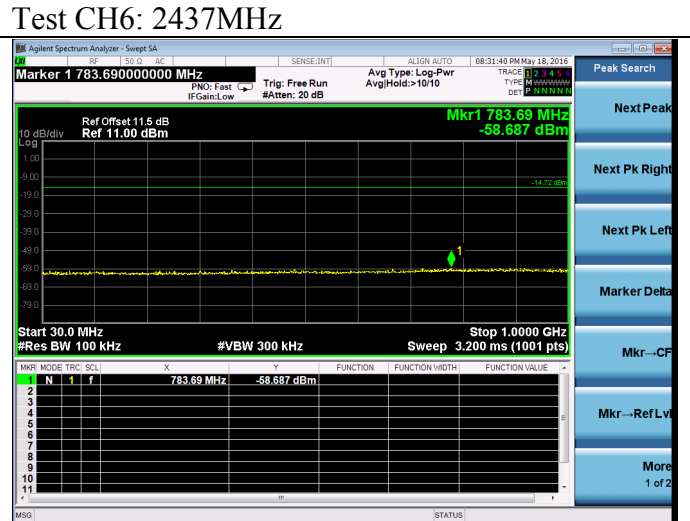 Test CH6: 2437MHz
Agilent Spectrum Analyzer - Swept SA
LXI RF 50 Ω AC SENSE:INT ALIGN AUTO 08:31:40 PM May 18, 2016
Marker 1 783.690000000 MHz
PNO: Fast
IFGain:Low
Trig: Free Run
#Atten: 20 dB
Avg Type: Log-Pwr
Avg|Hold:>10/10
TRACE 1 2 3 4 5 6
TYPE M WWWWW
DET P N N N N N
Peak Search
Next Peak
Next Pk Right
Next Pk Left
Marker Delta
Mkr→CF
Mkr→Ref Lvl
More
1 of 2
Ref Offset 11.5 dB
10 dB/div Ref 11.00 dBm
Log
Mkr1 783.69 MHz
-58.687 dBm
1.00
-9.00
-14.72 dBm
-19.0
-29.0
-39.0
-49.0
1
-59.0
-69.0
-79.0
Start 30.0 MHz Stop 1.0000 GHz
#Res BW 100 kHz #VBW 300 kHz Sweep 3.200 ms (1001 pts)
MKR MODE TRC SCL X Y FUNCTION FUNCTION WIDTH FUNCTION VALUE
1 N 1 f 783.69 MHz -58.687 dBm
2
3
4
5
6
7
8
9
10
11
MSG STATUS